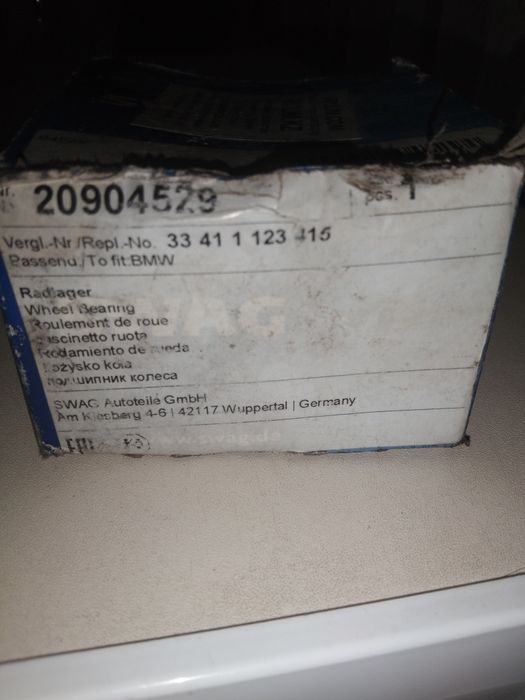 20904529
pcs. 1
Vergl.-Nr/Repl.-No. 33 41 1 123 415
Passend/To fit:BMW
Radlager
Wheel Bearing
Roulement de roue
Cuscinetto ruota
Rodamiento de rueda
Łożysko koła
подшипник колеса
SWAG
SWAG Autoteile GmbH
Am Kiesberg 4-6 | 42117 Wuppertal | Germany
EAC
www.swag.de